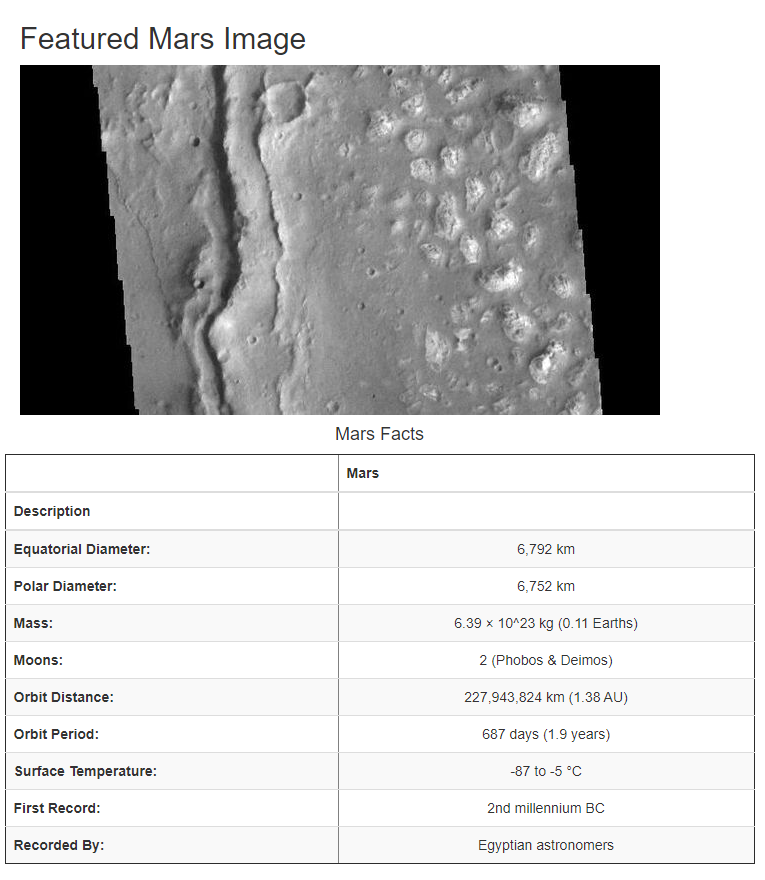 Featured Mars Image
Mars Facts
Mars
Description
Equatorial Diameter: 6,792 km
Polar Diameter: 6,752 km
Mass: 6.39 × 10^23 kg (0.11 Earths)
Moons: 2 (Phobos & Deimos)
Orbit Distance: 227,943,824 km (1.38 AU)
Orbit Period: 687 days (1.9 years)
Surface Temperature: -87 to -5 °C
First Record: 2nd millennium BC
Recorded By: Egyptian astronomers